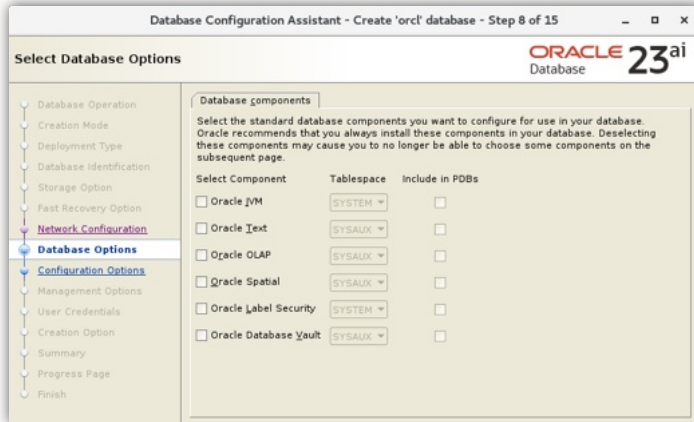 Database Configuration Assistant - Create 'orcl' database - Step 8 of 15
Select Database Options
ORACLE 23ai
Database
Database Operation
Creation Mode
Deployment Type
Database Identification
Storage Option
Fast Recovery Option
Network Configuration
Database Options
Configuration Options
Management Options
User Credentials
Creation Option
Summary
Progress Page
Finish
Database components
Select the standard database components you want to configure for use in your database.
Oracle recommends that you always install these components in your database. Deselecting
these components may cause you to no longer be able to choose some components on the
subsequent page.
Select Component Tablespace Include in PDBs
Oracle JVM SYSTEM
Oracle Text SYSAUX
Oracle OLAP SYSAUX
Oracle Spatial SYSAUX
Oracle Label Security SYSTEM
Oracle Database Vault SYSAUX